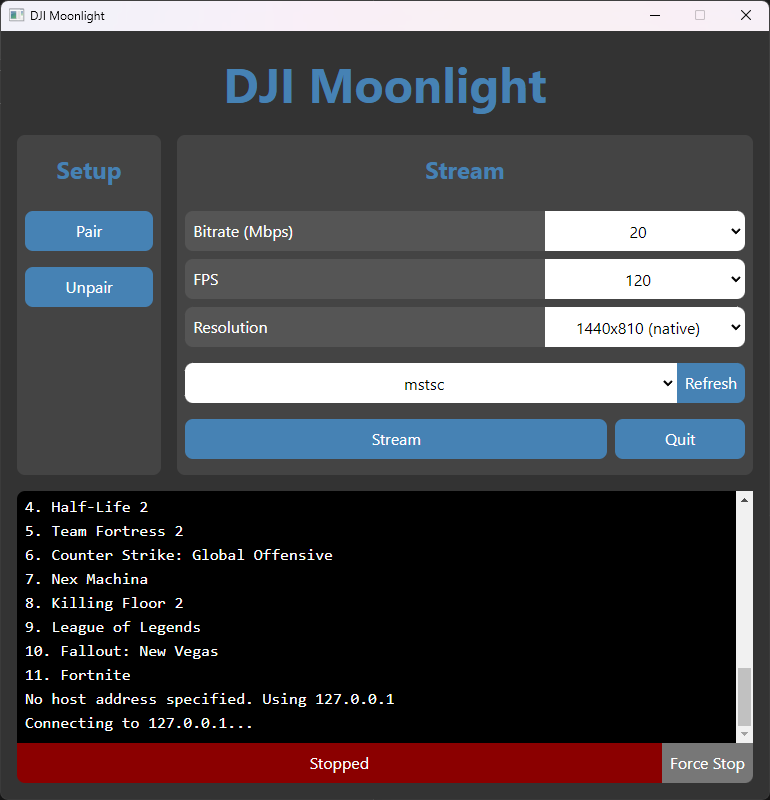 DJI Moonlight
DJI Moonlight
Setup
Pair
Unpair
Stream
Bitrate (Mbps)
20
FPS
120
Resolution
1440x810 (native)
mstsc
Refresh
Stream
Quit
4. Half-Life 2
5. Team Fortress 2
6. Counter Strike: Global Offensive
7. Nex Machina
8. Killing Floor 2
9. League of Legends
10. Fallout: New Vegas
11. Fortnite
No host address specified. Using 127.0.0.1
Connecting to 127.0.0.1...
Stopped
Force Stop